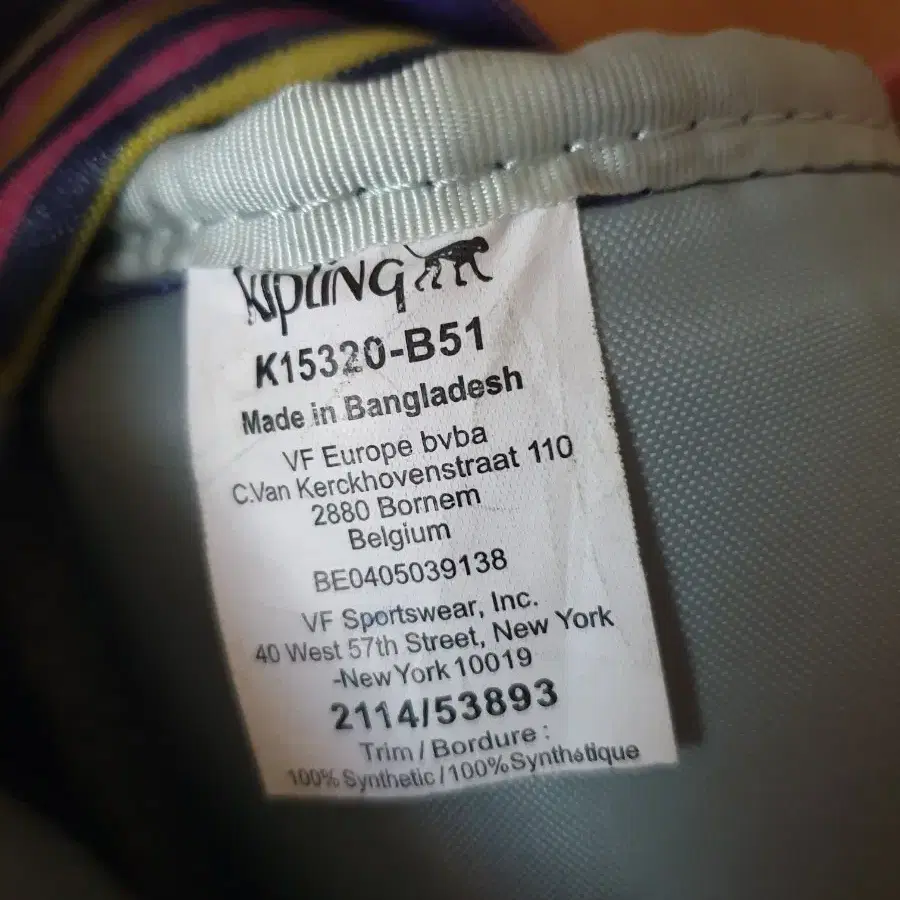 Kipling
K15320-B51
Made in Bangladesh
VF Europe bvba
C.Van Kerckhovenstraat 110
2880 Bornem
Belgium
BE0405039138
VF Sportswear, Inc.
40 West 57th Street, New York
-New York 10019
2114/53893
Trim / Bordure :
100% Synthetic / 100% Synthetique